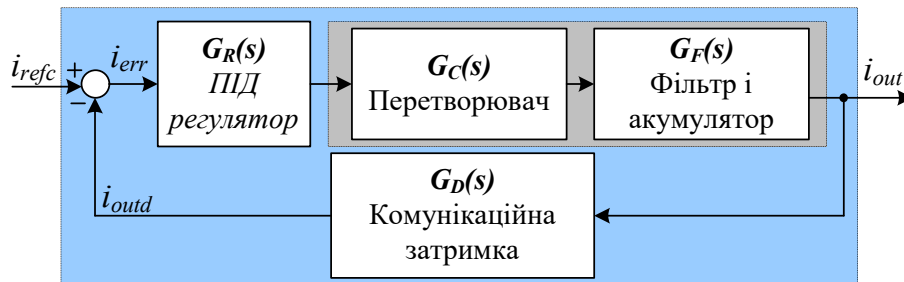 i_refc
+
−
i_err
G_R(s)
ПІД
регулятор
G_C(s)
Перетворювач
G_F(s)
Фільтр і
акумулятор
i_out
i_outd
G_D(s)
Комунікаційна
затримка